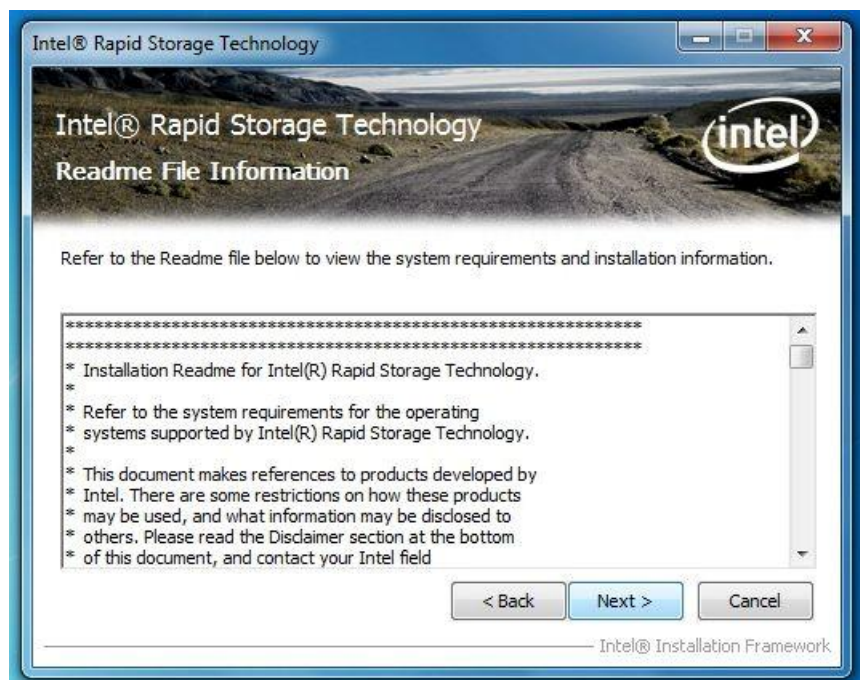 Intel® Rapid Storage Technology
Intel® Rapid Storage Technology
intel
Readme File Information
Refer to the Readme file below to view the system requirements and installation information.
************************************************************
************************************************************
* Installation Readme for Intel(R) Rapid Storage Technology.
*
* Refer to the system requirements for the operating
* systems supported by Intel(R) Rapid Storage Technology.
*
* This document makes references to products developed by
* Intel. There are some restrictions on how these products
* may be used, and what information may be disclosed to
* others. Please read the Disclaimer section at the bottom
* of this document, and contact your Intel field
< Back
Next >
Cancel
Intel® Installation Framework